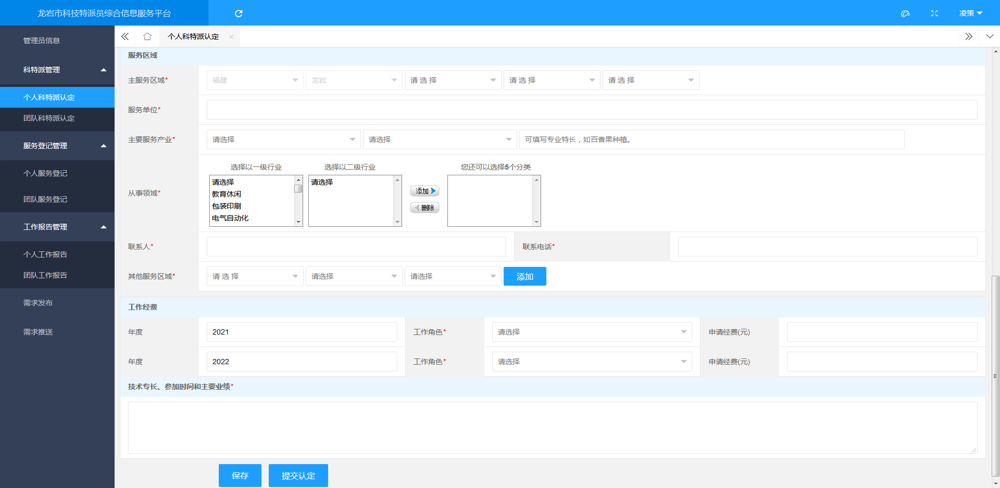 龙岩市科技特派员综合信息服务平台
凌策
管理员信息
科特派管理
个人科特派认定
团队科特派认定
服务登记管理
个人服务登记
团队服务登记
工作报告管理
个人工作报告
团队工作报告
需求发布
需求推送
个人科特派认定
服务区域
主服务区域* 福建 龙岩 请 选 择 请 选 择 请 选 择
服务单位*
主要服务产业* 请选择 请选择 可填写专业特长，如百香果种植。
选择以一级行业 选择以二级行业 您还可以选择5个分类
从事领域*
请选择
教育休闲
包装印刷
电气自动化
请选择
添加
删除
联系人* 联系电话*
其他服务区域* 请 选 择 请选择 请选择 添加
工作经费
年度 2021 工作角色* 请选择 申请经费(元)
年度 2022 工作角色* 请选择 申请经费(元)
技术专长、参加时间和主要业绩*
保存 提交认定